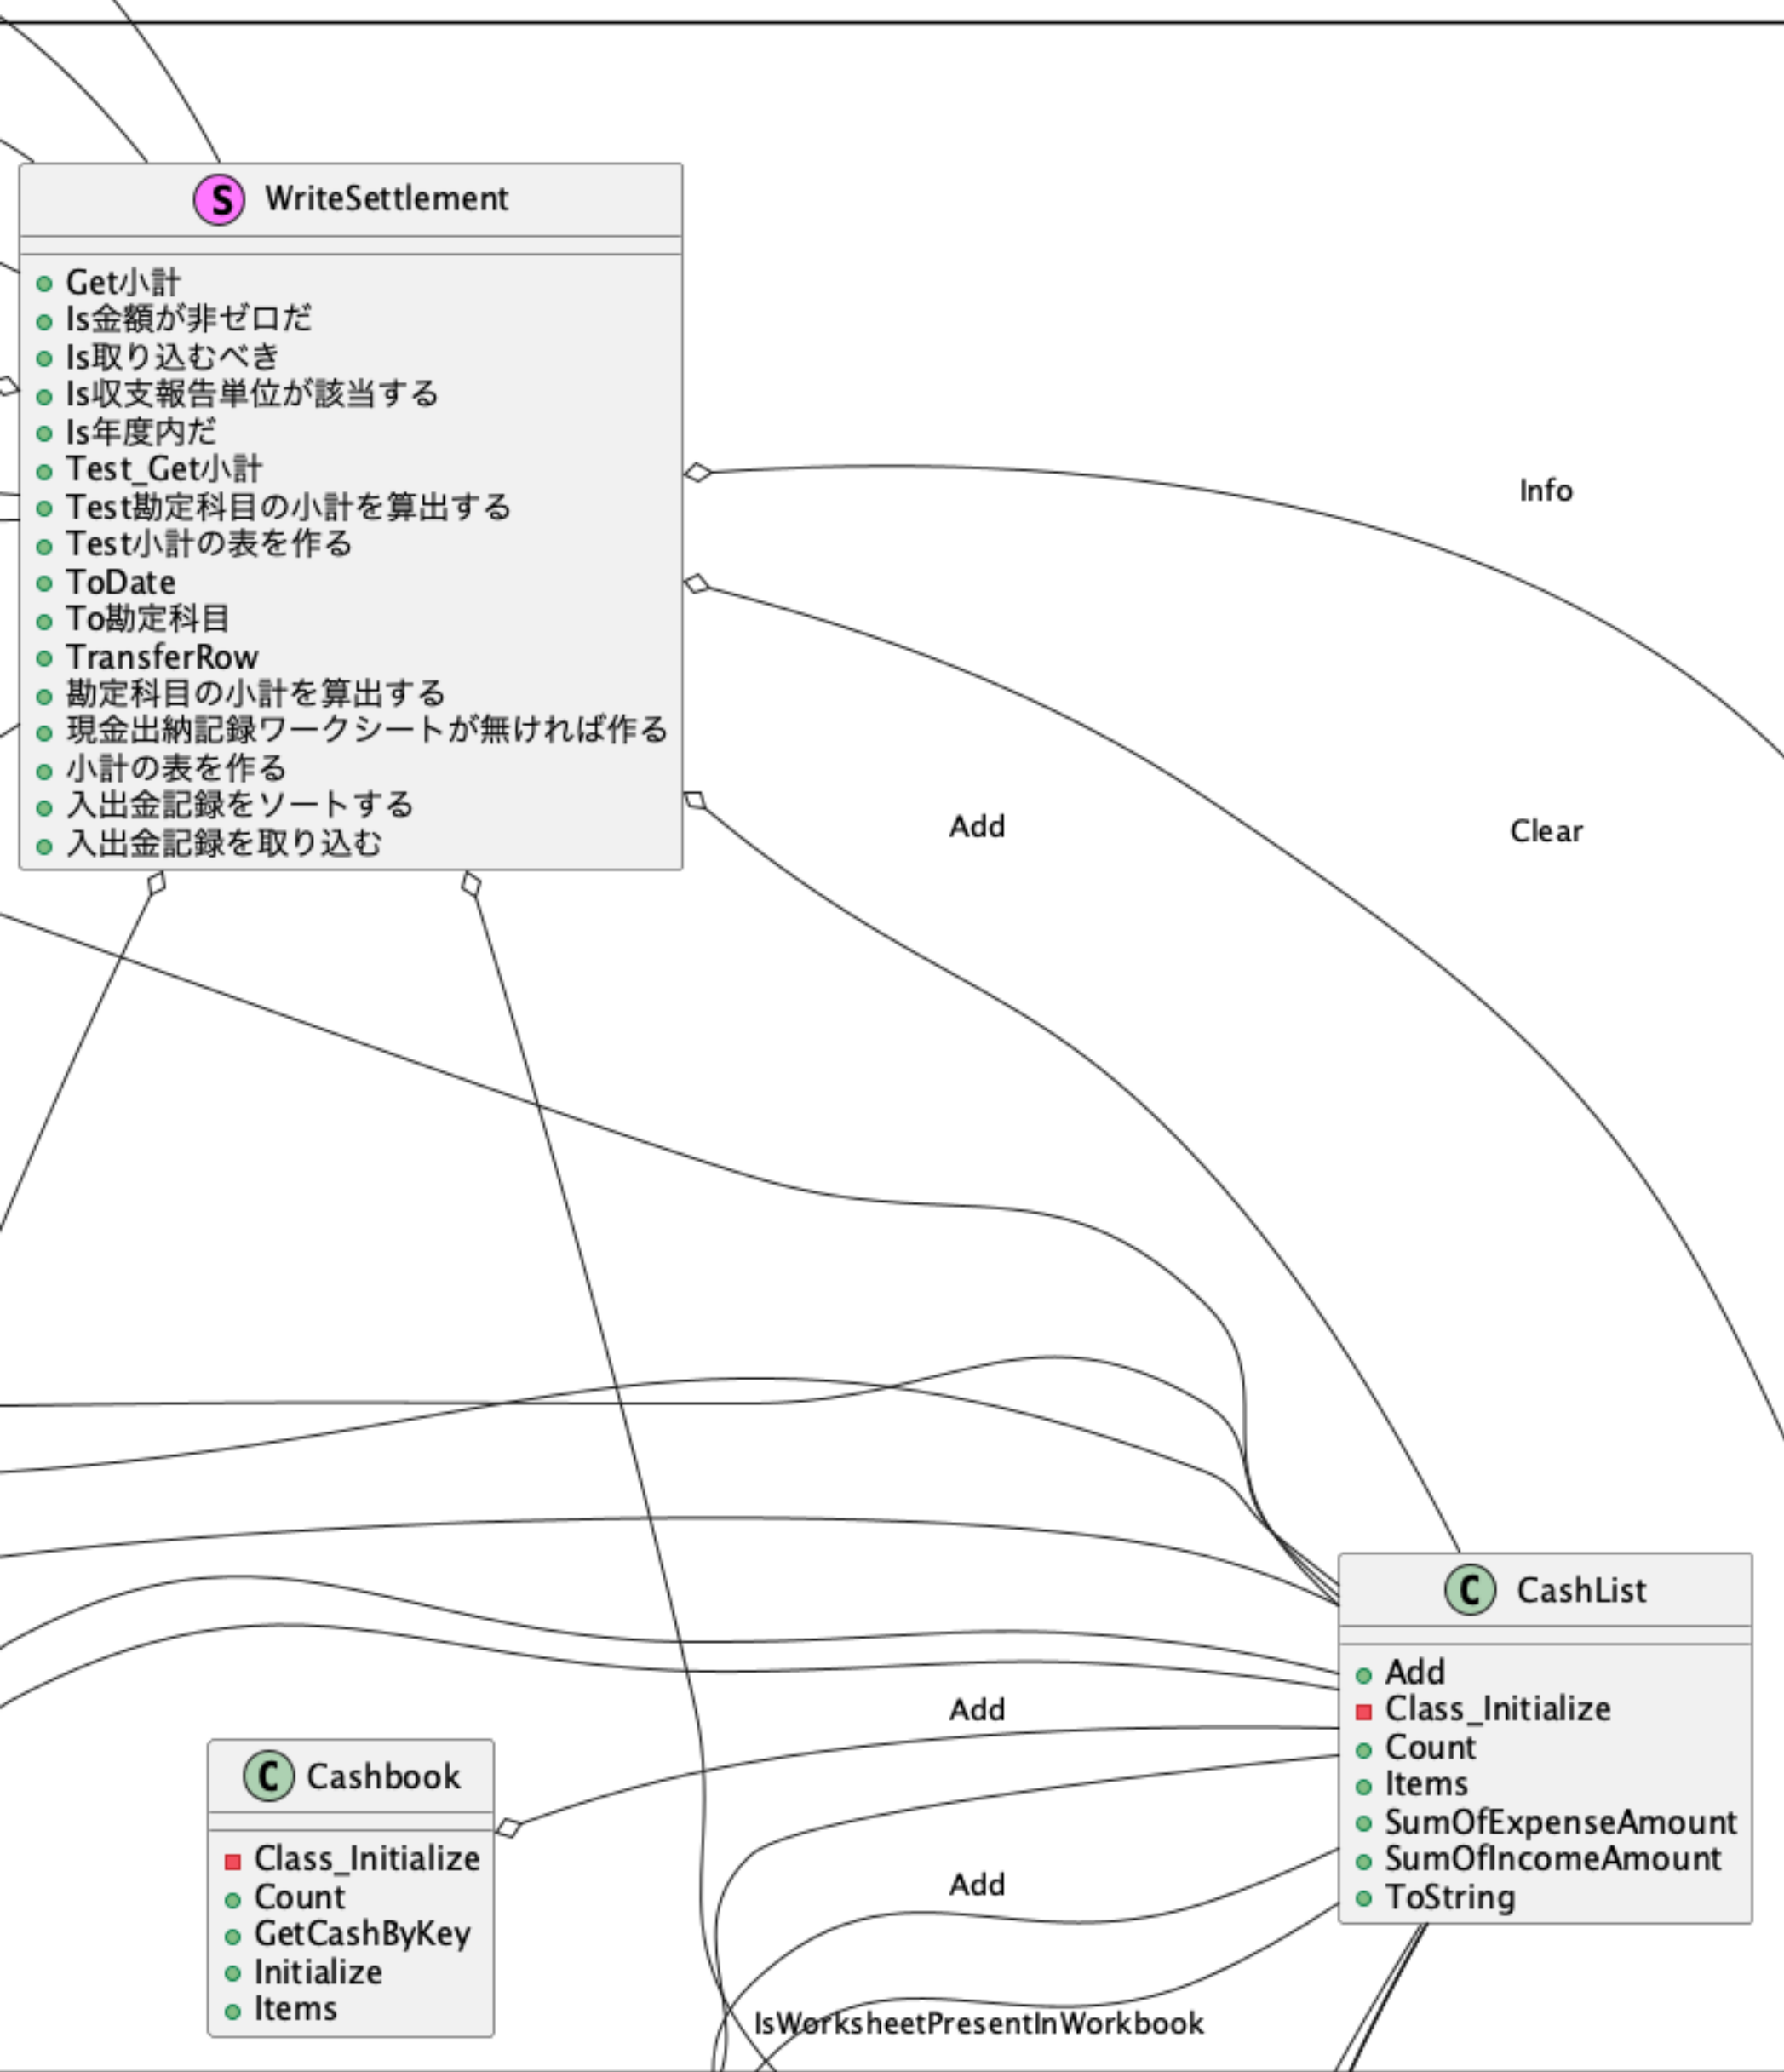 S WriteSettlement
Get小計
Is金額が非ゼロだ
Is取り込むべき
Is収支報告単位が該当する
Is年度内だ
Test_Get小計
Test勘定科目の小計を算出する
Test小計の表を作る
ToDate
To勘定科目
TransferRow
勘定科目の小計を算出する
現金出納記録ワークシートが無ければ作る
小計の表を作る
入出金記録をソートする
入出金記録を取り込む
Info
Add
Clear
C CashList
Add
Class_Initialize
Count
Items
SumOfExpenseAmount
SumOfIncomeAmount
ToString
Add
C Cashbook
Class_Initialize
Count
GetCashByKey
Initialize
Items
Add
IsWorksheetPresentInWorkbook